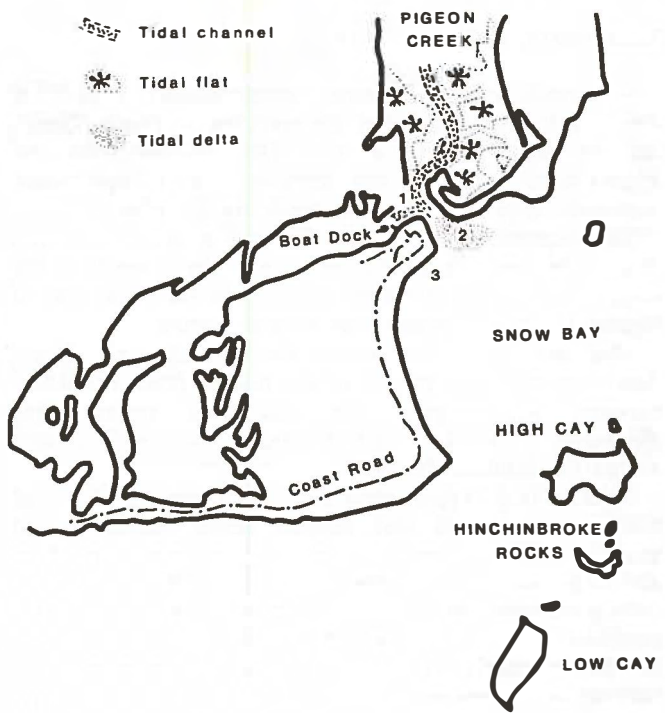 Tidal channel
Tidal flat
Tidal delta
PIGEON
CREEK
1
Boat Dock
2
3
SNOW BAY
HIGH CAY
Coast Road
HINCHINBROKE
ROCKS
LOW CAY